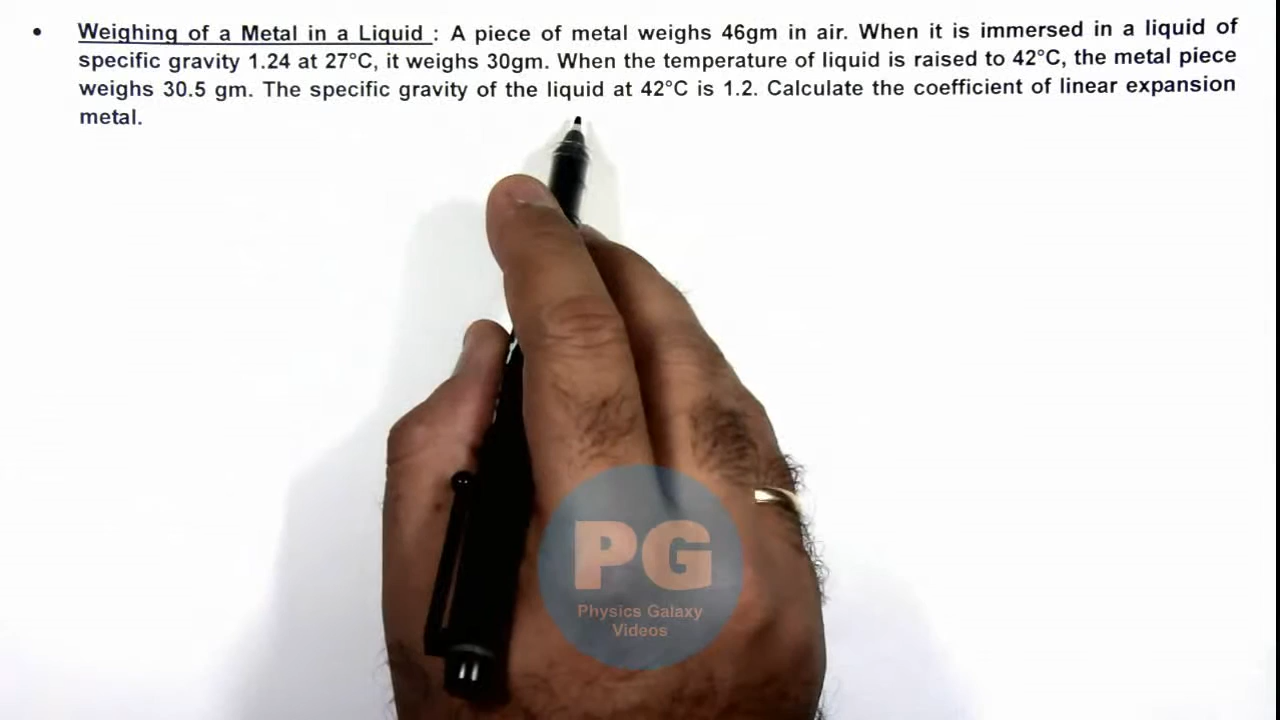 • Weighing of a Metal in a Liquid : A piece of metal weighs 46gm in air. When it is immersed in a liquid of
specific gravity 1.24 at 27°C, it weighs 30gm. When the temperature of liquid is raised to 42°C, the metal piece
weighs 30.5 gm. The specific gravity of the liquid at 42°C is 1.2. Calculate the coefficient of linear expansion
metal.
PG
Physics Galaxy
Videos